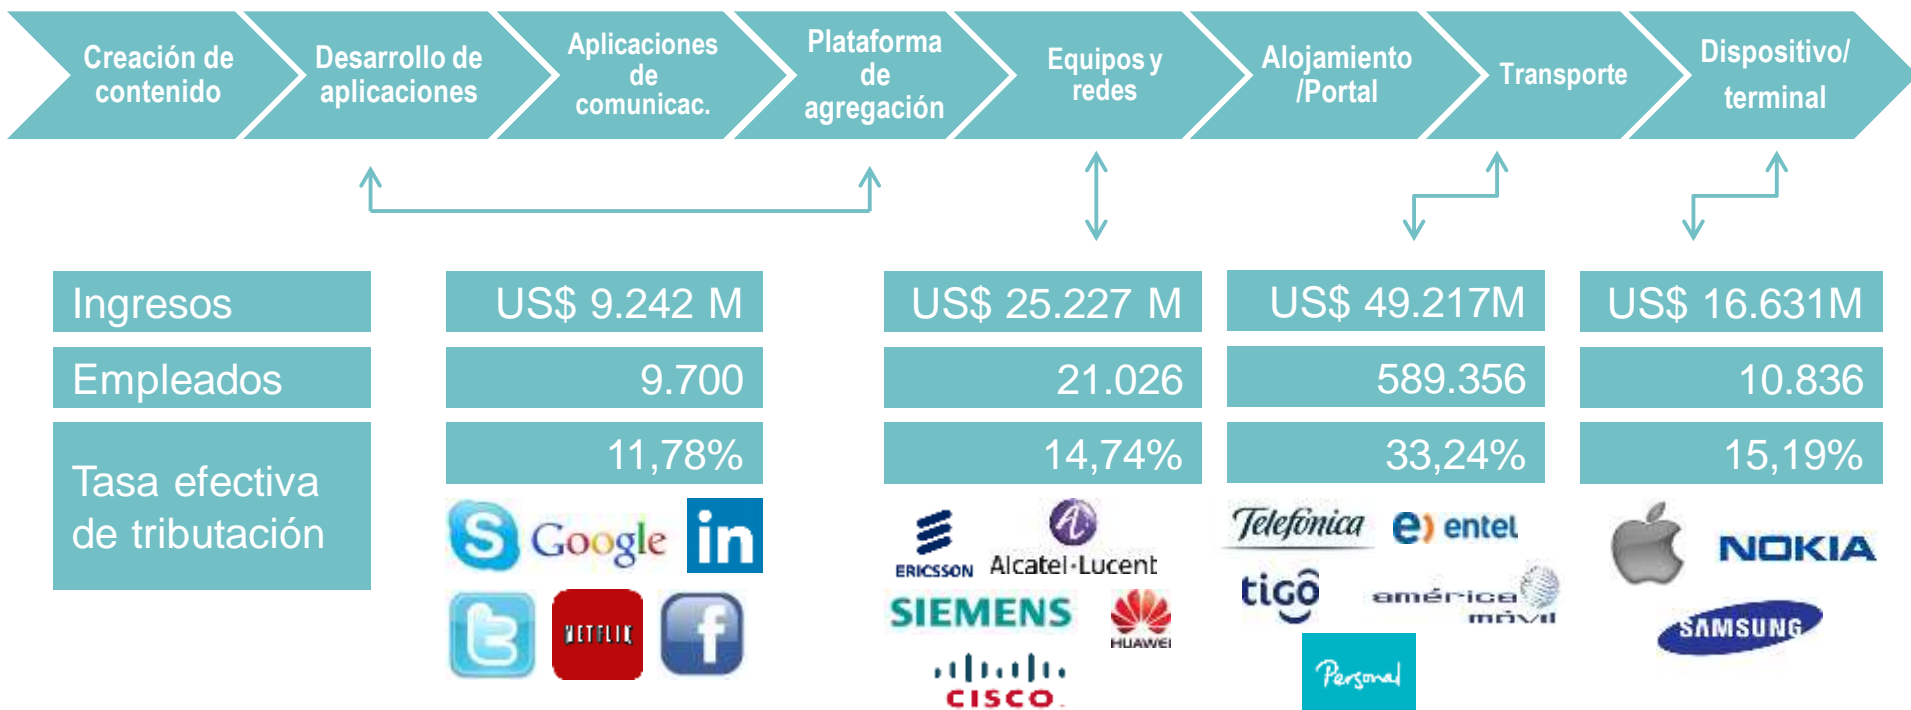 Creación de
contenido
Desarrollo de
aplicaciones
Aplicaciones
de
comunicac.
Plataforma
de
agregación
Equipos y
redes
Alojamiento
/Portal
Transporte
Dispositivo/
terminal
Ingresos
US$ 9.242 M
US$ 25.227 M
US$ 49.217M
US$ 16.631M
Empleados
9.700
21.026
589.356
10.836
Tasa efectiva
de tributación
11,78%
14,74%
33,24%
15,19%
S
Google
in
NETFLIX
f
ERICSSON
Alcatel·Lucent
SIEMENS
HUAWEI
CISCO
Telefónica
e) entel
tigo
américa
móvil
Personal
NOKIA
SAMSUNG